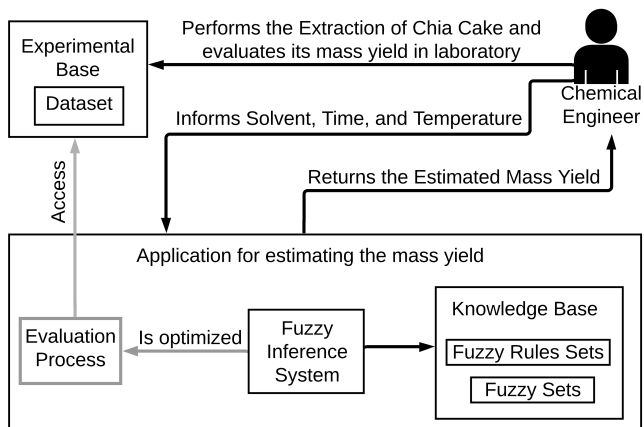 Performs the Extraction of Chia Cake and
evaluates its mass yield in laboratory
Experimental
Base
Dataset
Chemical
Engineer
Informs Solvent, Time, and Temperature
Access
Returns the Estimated Mass Yield
Application for estimating the mass yield
Evaluation
Process
Is optimized
Fuzzy
Inference
System
Knowledge Base
Fuzzy Rules Sets
Fuzzy Sets